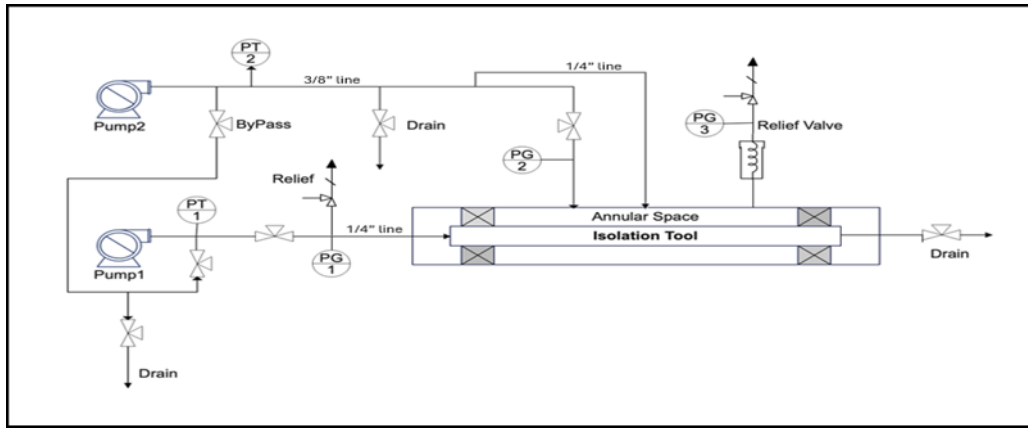 PT
2
3/8" line
1/4" line
Pump2
ByPass
Drain
PG
3
Relief Valve
PG
2
Relief
PT
1
Annular Space
1/4" line
Isolation Tool
Pump1
PG
1
Drain
Drain